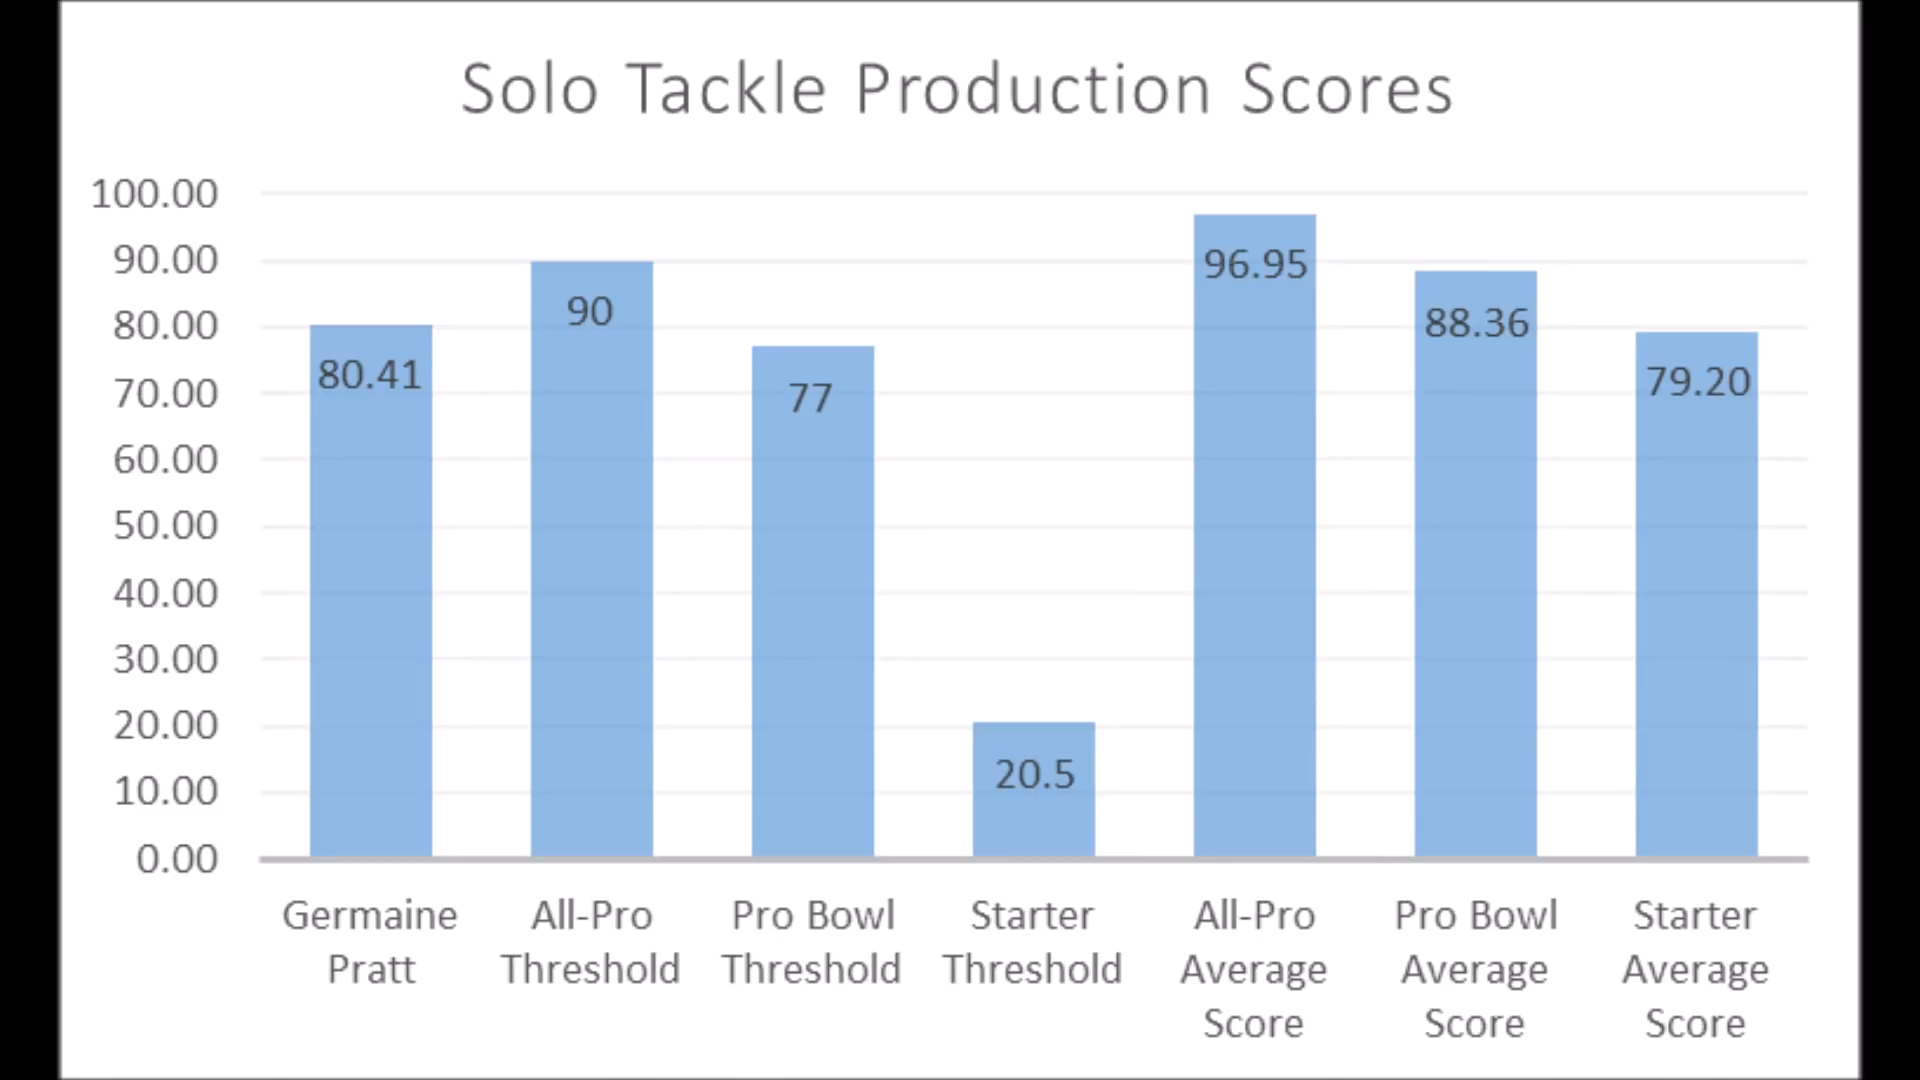 Solo Tackle Production Scores
100.00
90.00
80.00
70.00
60.00
50.00
40.00
30.00
20.00
10.00
0.00
80.41
90
77
20.5
96.95
88.36
79.20
Germaine
Pratt
All-Pro
Threshold
Pro Bowl
Threshold
Starter
Threshold
All-Pro
Average
Score
Pro Bowl
Average
Score
Starter
Average
Score